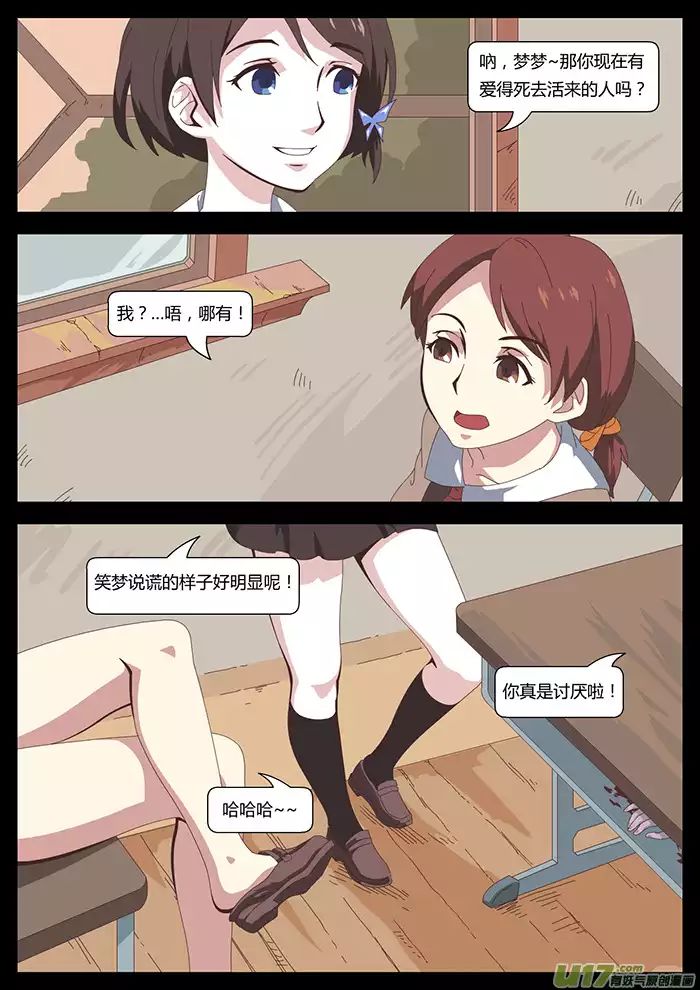 呐，梦梦~那你现在有
爱得死去活来的人吗？
我？...唔，哪有！
笑梦说谎的样子好明显呢！
你真是讨厌啦！
哈哈哈~~
U17.com
有妖气原创漫画